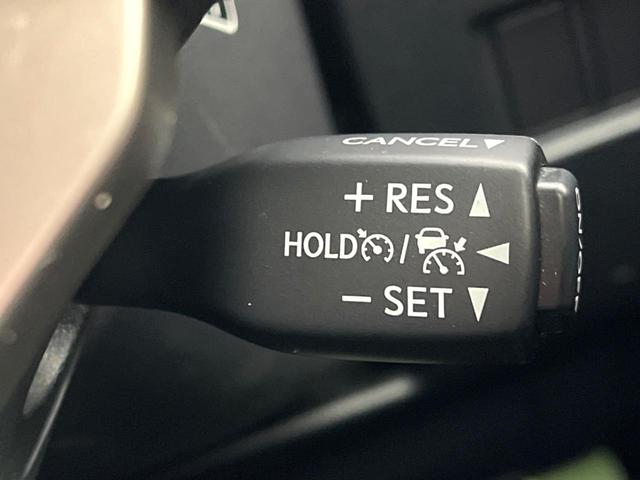 CANCEL▼
+ RES ▲
HOLD / ◀
− SET ▼